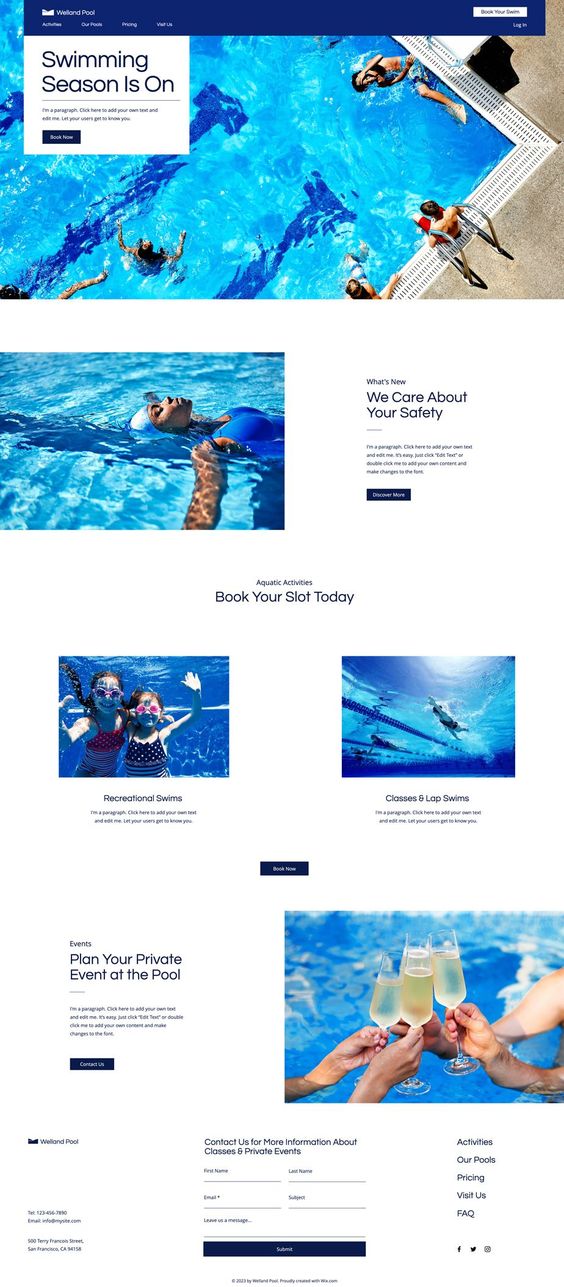 Welland Pool
Book Your Swim
Activities
Our Pools
Pricing
Visit Us
Log In
Swimming
Season Is On
I'm a paragraph. Click here to add your own text and
edit me. Let your users get to know you.
Book Now
What's New
We Care About
Your Safety
I'm a paragraph. Click here to add your own text
and edit me. It's easy. Just click "Edit Text" or
double click me to add your own content and
make changes to the font.
Discover More
Aquatic Activities
Book Your Slot Today
Recreational Swims
I'm a paragraph. Click here to add your own text
and edit me. Let your users get to know you.
Classes & Lap Swims
I'm a paragraph. Click here to add your own text
and edit me. Let your users get to know you.
Book Now
Events
Plan Your Private
Event at the Pool
I'm a paragraph. Click here to add your own text
and edit me. It's easy. Just click "Edit Text" or double
click me to add your own content and make
changes to the font.
Contact Us
Welland Pool
Tel: 123-456-7890
Email: info@mysite.com
500 Terry Francois Street,
San Francisco, CA 94158
Contact Us for More Information About
Classes & Private Events
First Name
Last Name
Email *
Subject
Leave us a message...
Submit
Activities
Our Pools
Pricing
Visit Us
FAQ
© 2023 by Welland Pool. Proudly created with Wix.com